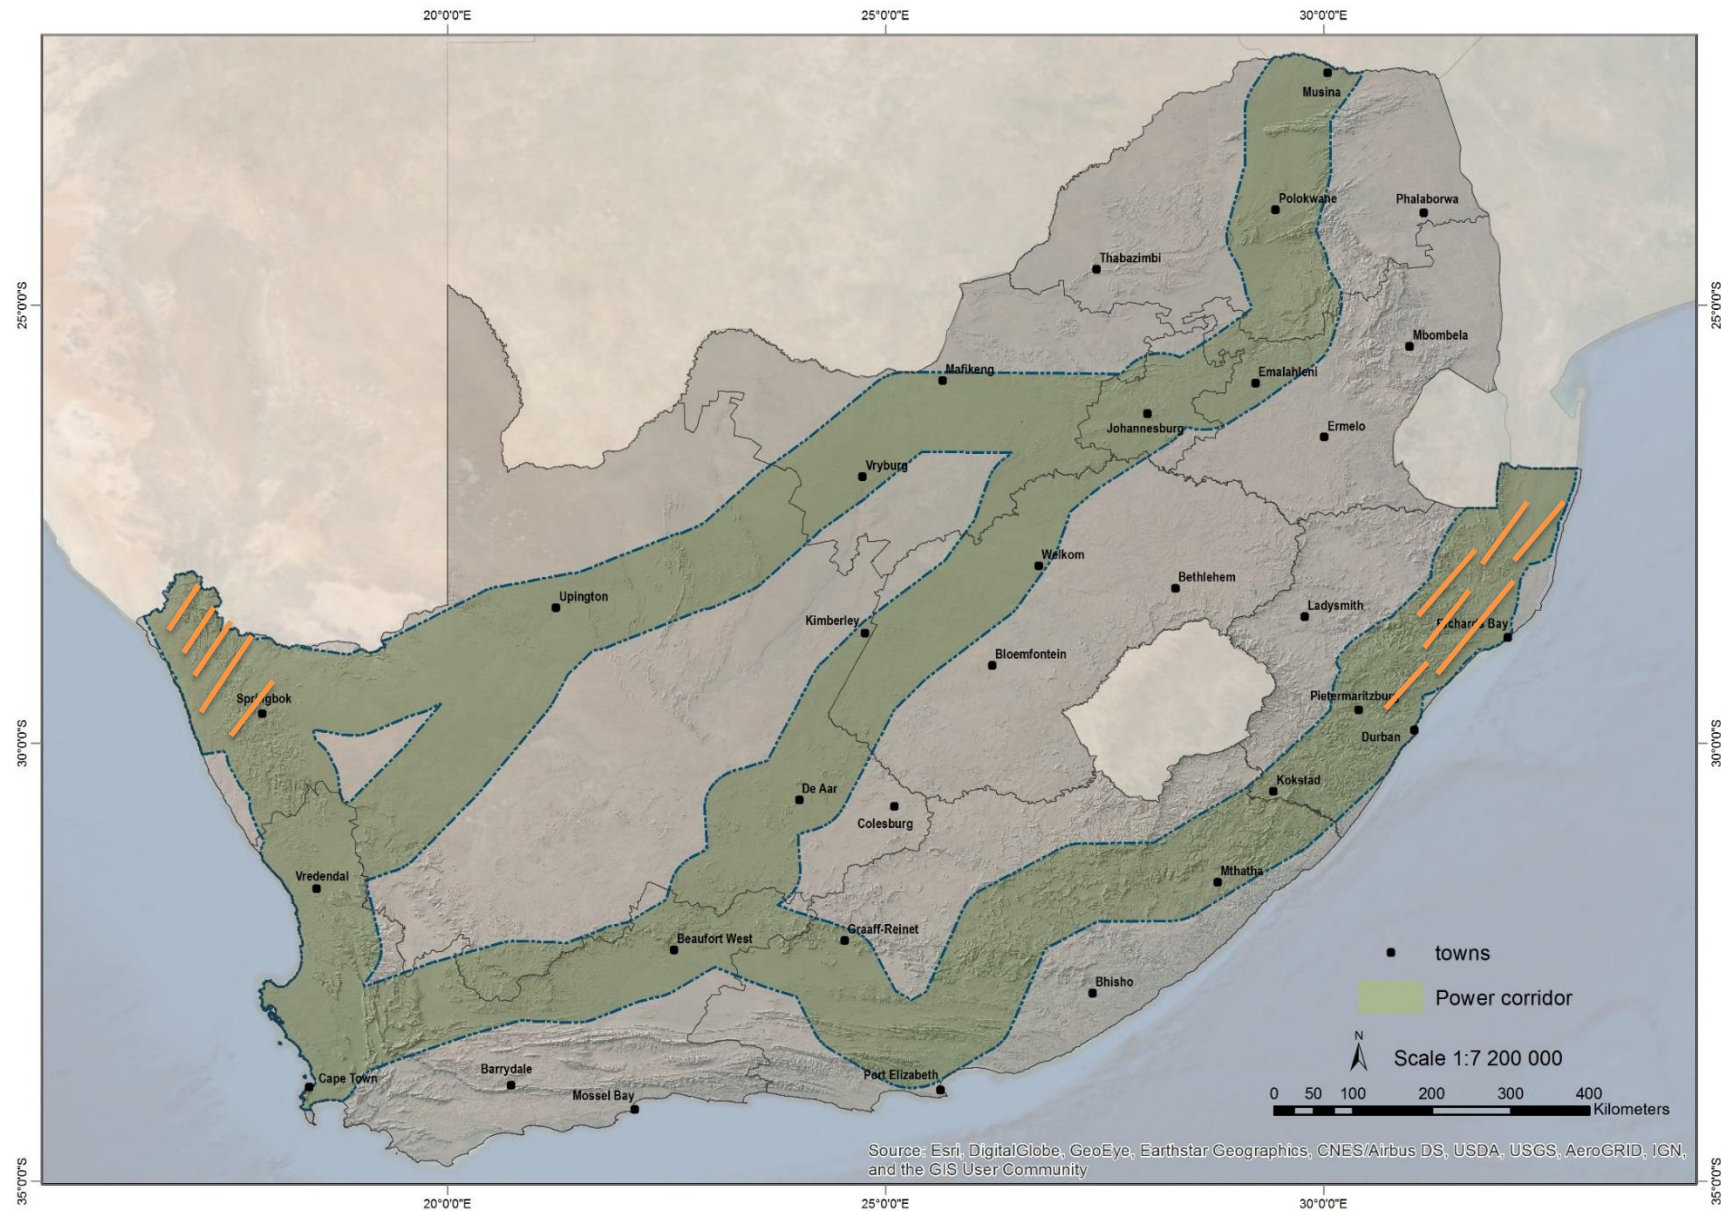 20°0'0"E
25°0'0"E
30°0'0"E
Musina
Polokwane
Phalaborwa
Thabazimbi
25°0'0"S
25°0'0"S
Mbombela
Mafikeng
Emalahleni
Johannesburg
Ermelo
Vryburg
Welkom
Bethlehem
Upington
Ladysmith
Kimberley
Richards Bay
Bloemfontein
Springbok
Pietermaritzburg
Durban
30°0'0"S
30°0'0"S
Kokstad
De Aar
Colesburg
Vredendal
Mthatha
Graaff-Reinet
Beaufort West
towns
Bhisho
Power corridor
N
Scale 1:7 200 000
Barrydale
Cape Town
Port Elizabeth
Mossel Bay
0 50 100 200 300 400
Kilometers
Source: Esri, DigitalGlobe, GeoEye, Earthstar Geographics, CNES/Airbus DS, USDA, USGS, AeroGRID, IGN,
and the GIS User Community
35°0'0"S
35°0'0"S
20°0'0"E
25°0'0"E
30°0'0"E